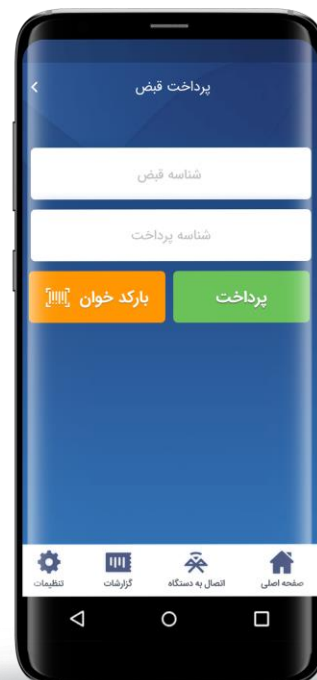 پرداخت قبض
شناسه قبض
شناسه پرداخت
پرداخت
بارکد خوان
صفحه اصلی
اتصال به دستگاه
گزارشات
تنظیمات